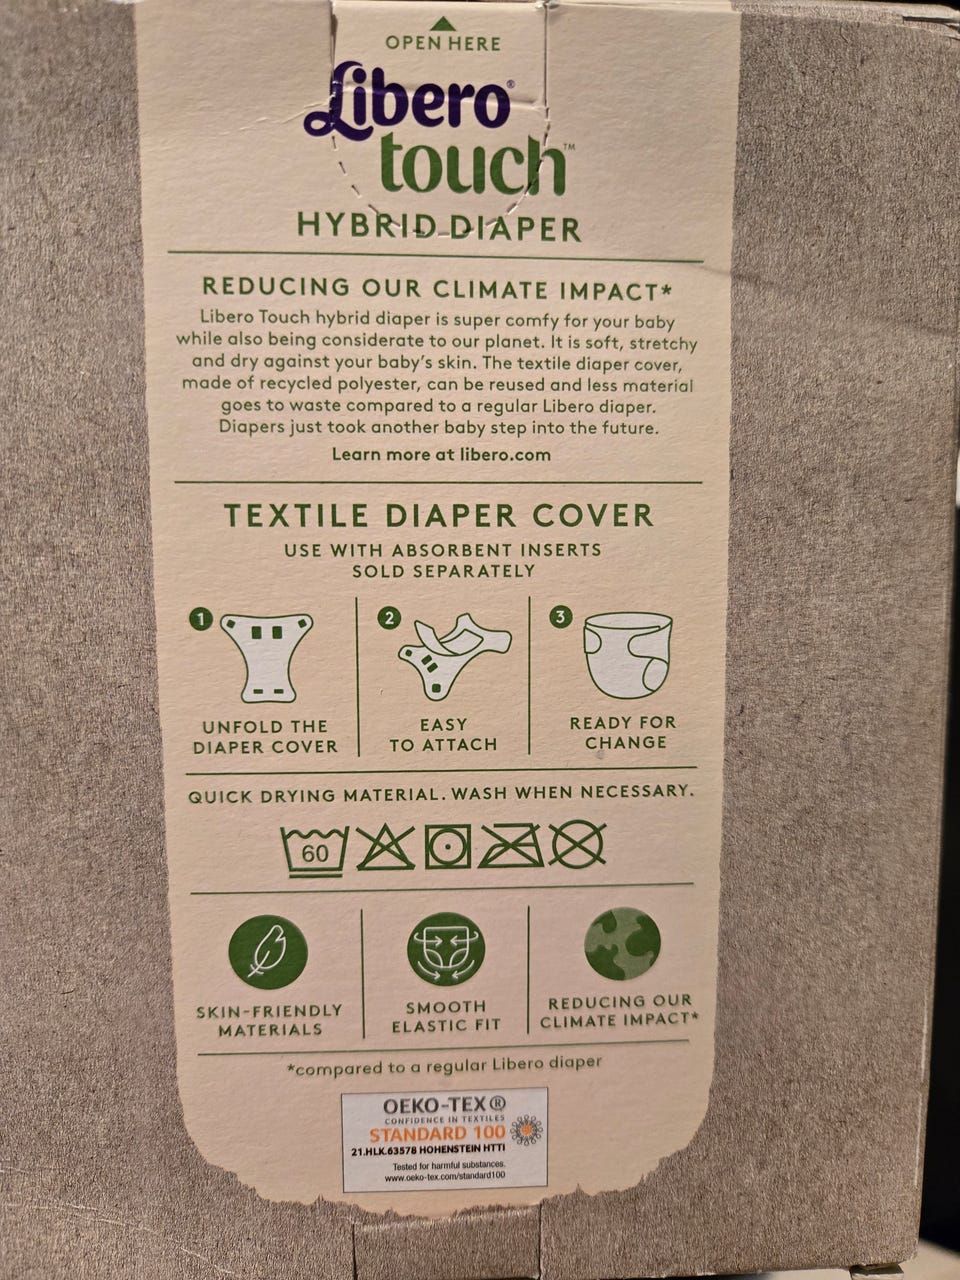 OPEN HERE
Libero®
touch™
HYBRID DIAPER
REDUCING OUR CLIMATE IMPACT*
Libero Touch hybrid diaper is super comfy for your baby
while also being considerate to our planet. It is soft, stretchy
and dry against your baby's skin. The textile diaper cover,
made of recycled polyester, can be reused and less material
goes to waste compared to a regular Libero diaper.
Diapers just took another baby step into the future.
Learn more at libero.com
TEXTILE DIAPER COVER
USE WITH ABSORBENT INSERTS
SOLD SEPARATELY
1
UNFOLD THE
DIAPER COVER
2
EASY
TO ATTACH
3
READY FOR
CHANGE
QUICK DRYING MATERIAL. WASH WHEN NECESSARY.
60
SKIN-FRIENDLY
MATERIALS
SMOOTH
ELASTIC FIT
REDUCING OUR
CLIMATE IMPACT*
*compared to a regular Libero diaper
OEKO-TEX®
CONFIDENCE IN TEXTILES
STANDARD 100
21.HLK.63578 HOHENSTEIN HTTI
Tested for harmful substances.
www.oeko-tex.com/standard100